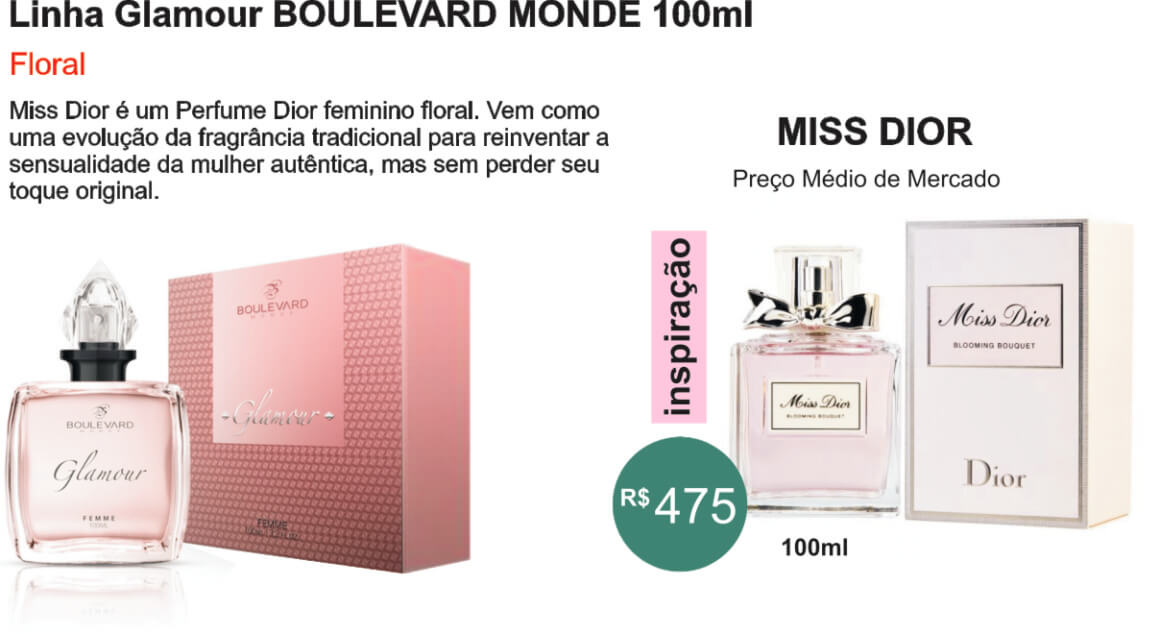 Linha Glamour BOULEVARD MONDE 100ml
Floral
Miss Dior é um Perfume Dior feminino floral. Vem como
uma evolução da fragrância tradicional para reinventar a
sensualidade da mulher autêntica, mas sem perder seu
toque original.
MISS DIOR
Preço Médio de Mercado
inspiração
R$ 475
100ml
BOULEVARD
MONDE
Glamour
FEMME
BOULEVARD
MONDE
Glamour
FEMME
100ML
Miss Dior
BLOOMING BOUQUET
Miss Dior
BLOOMING BOUQUET
Dior